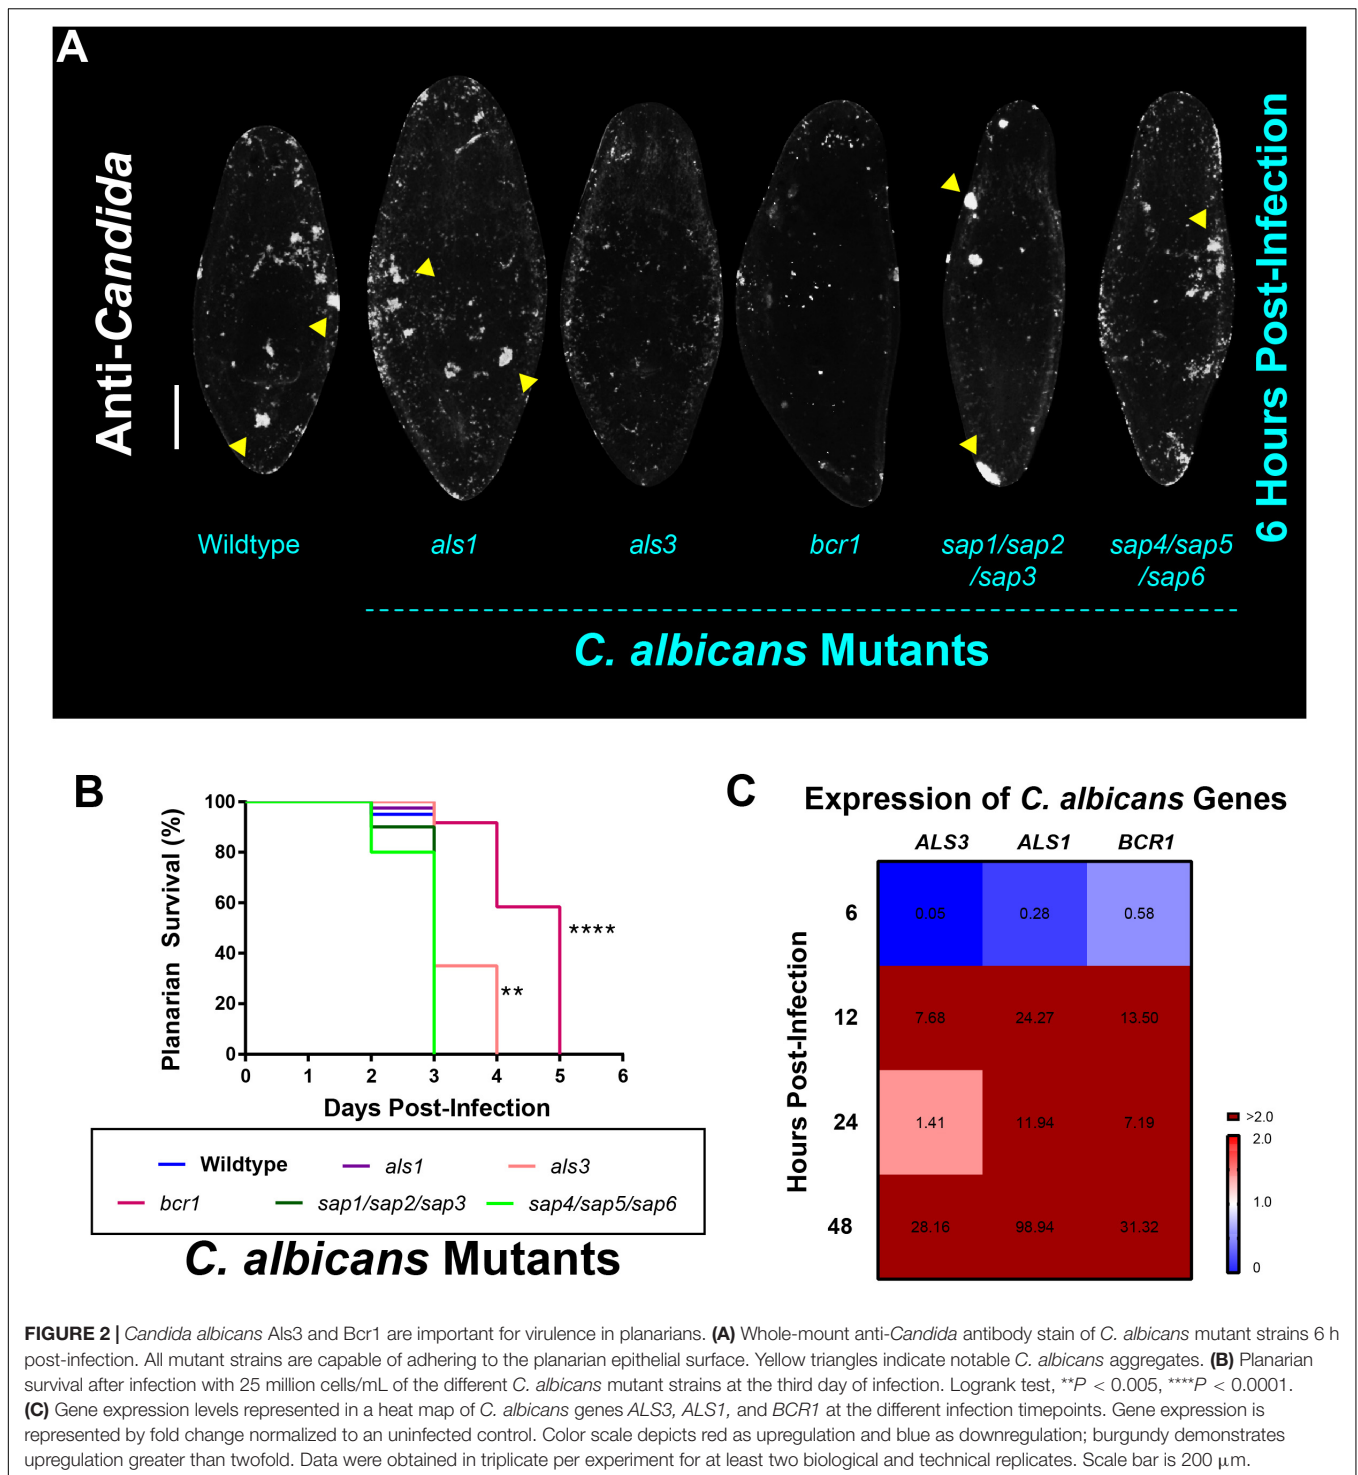 A
Anti-Candida
6 Hours Post-Infection
Wildtype
als1
als3
bcr1
sap1/sap2
/sap3
sap4/sap5
/sap6
C. albicans Mutants
B
Planarian Survival (%)
100
80
60
40
20
0
0 1 2 3 4 5 6
****
**
Days Post-Infection
Wildtype als1 als3
bcr1 sap1/sap2/sap3 sap4/sap5/sap6
C. albicans Mutants
C
Expression of C. albicans Genes
ALS3 ALS1 BCR1
Hours Post-Infection
6 0.05 0.28 0.58
12 7.68 24.27 13.50
24 1.41 11.94 7.19
48 28.16 98.94 31.32
>2.0
2.0
1.0
0
FIGURE 2 | Candida albicans Als3 and Bcr1 are important for virulence in planarians. (A) Whole-mount anti-Candida antibody stain of C. albicans mutant strains 6 h
post-infection. All mutant strains are capable of adhering to the planarian epithelial surface. Yellow triangles indicate notable C. albicans aggregates. (B) Planarian
survival after infection with 25 million cells/mL of the different C. albicans mutant strains at the third day of infection. Logrank test, **P < 0.005, ****P < 0.0001.
(C) Gene expression levels represented in a heat map of C. albicans genes ALS3, ALS1, and BCR1 at the different infection timepoints. Gene expression is
represented by fold change normalized to an uninfected control. Color scale depicts red as upregulation and blue as downregulation; burgundy demonstrates
upregulation greater than twofold. Data were obtained in triplicate per experiment for at least two biological and technical replicates. Scale bar is 200 μm.